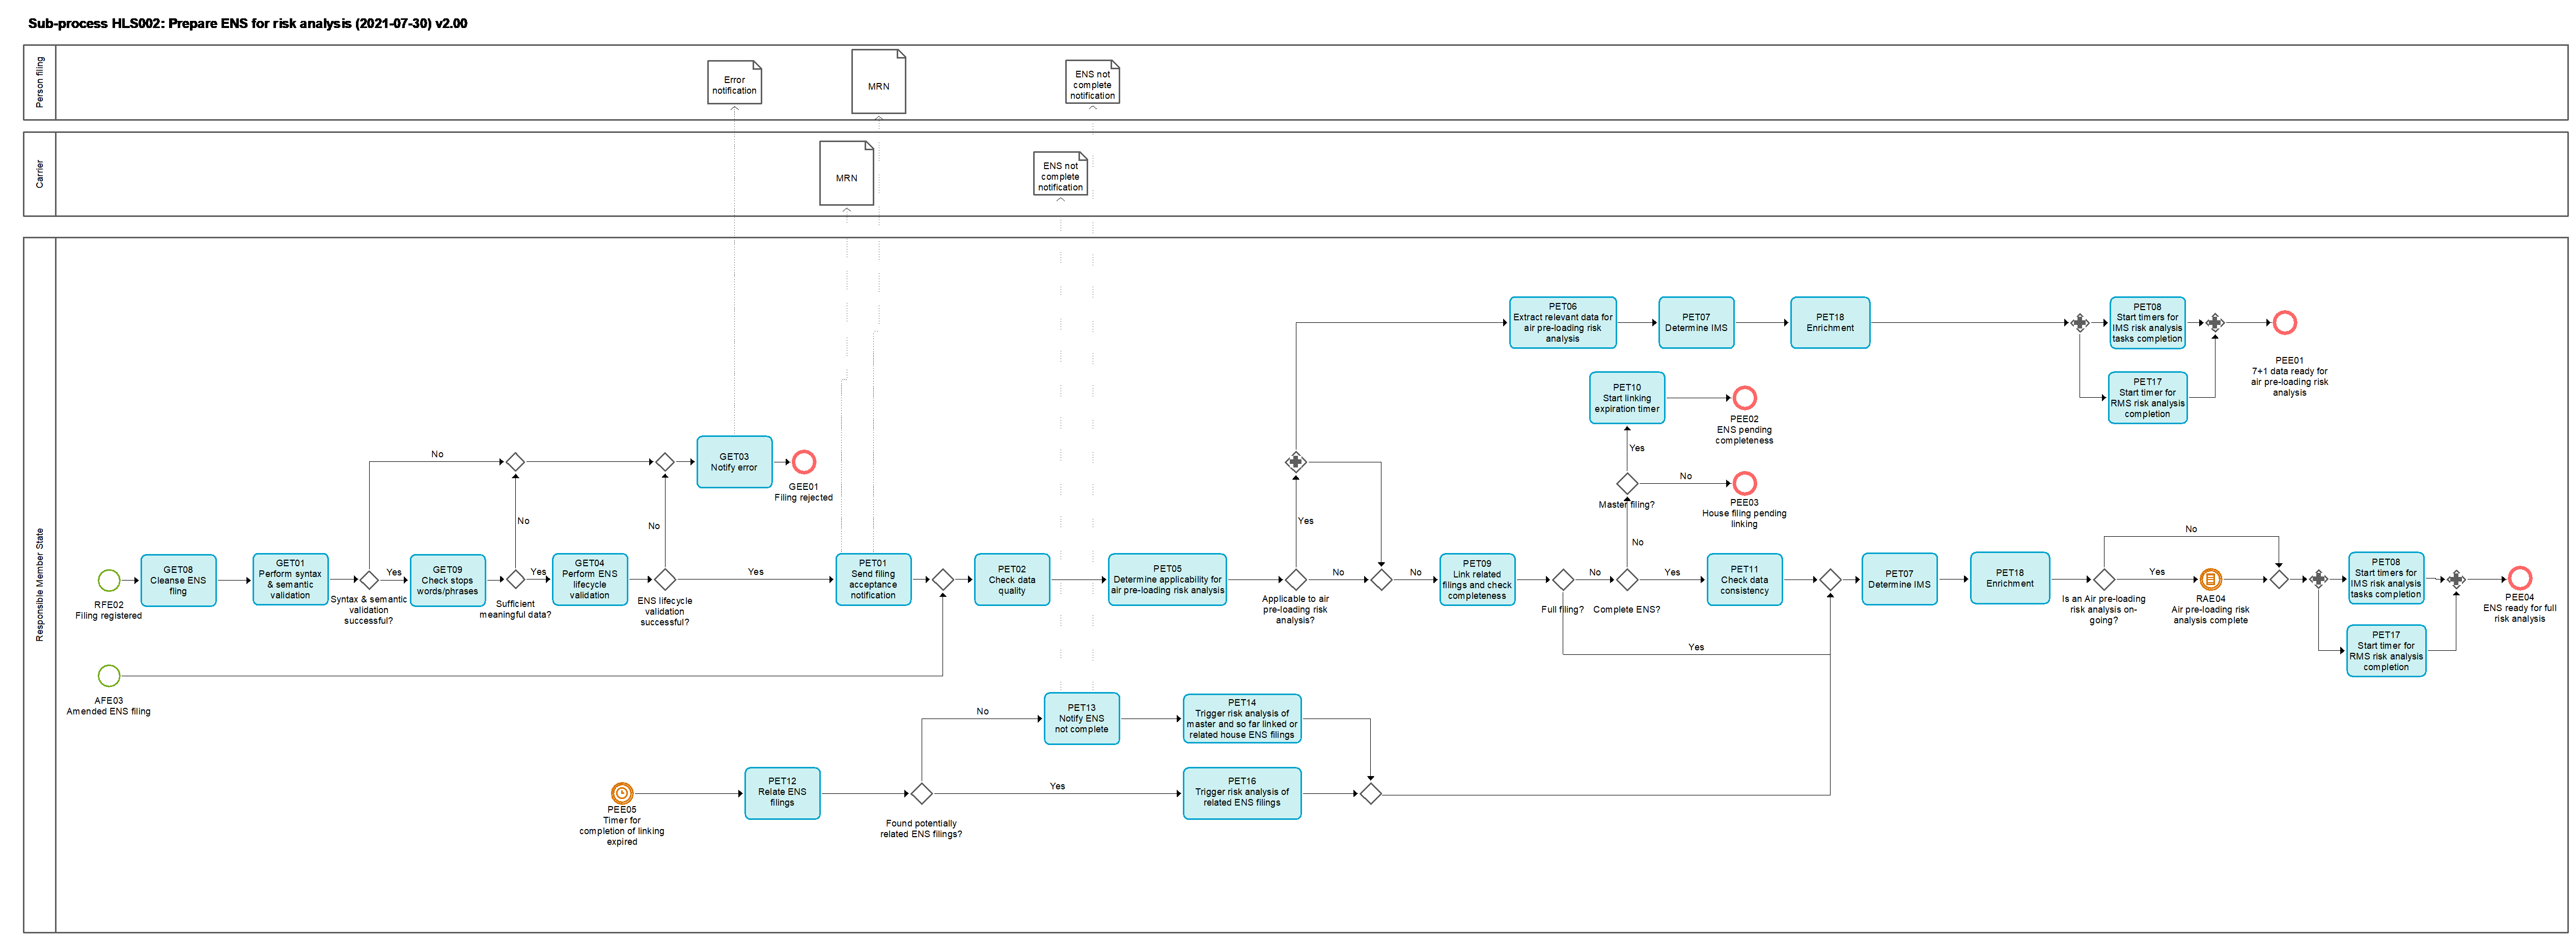 Sub-process HLS002: Prepare ENS for risk analysis (2021-07-30) v2.00
Person filing
Error
notification
MRN
ENS not
complete
notification
Carrier
MRN
ENS not
complete
notification
Responsible Member State
PET06
Extract relevant data for
air pre-loading risk
analysis
PET07
Determine IMS
PET18
Enrichment
PET08
Start timers for
IMS risk analysis
tasks completion
PEE01
7+1 data ready for
air pre-loading risk
analysis
PET17
Start timer for
RMS risk analysis
completion
PET10
Start linking
expiration timer
PEE02
ENS pending
completeness
Yes
No
Master filing?
PEE03
House filing pending
linking
No
No
GET03
Notify error
GEE01
Filing rejected
No
No
Yes
No
RFE02
Filing registered
GET08
Cleanse ENS
filing
GET01
Perform syntax
& semantic
validation
Yes
Syntax & semantic
validation
successful?
GET09
Check stops
words/phrases
Yes
Sufficient
meaningful data?
GET04
Perform ENS
lifecycle
validation
ENS lifecycle
validation
successful?
Yes
PET01
Send filing
acceptance
notification
PET02
Check data
quality
PET05
Determine applicability for
air pre-loading risk analysis
Applicable to air
pre-loading risk
analysis?
No
No
PET09
Link related
filings and check
completeness
Full filing?
No
Complete ENS?
Yes
PET11
Check data
consistency
Yes
PET07
Determine IMS
PET18
Enrichment
Is an Air pre-loading
risk analysis on-
going?
Yes
RAE04
Air pre-loading risk
analysis complete
PET08
Start timers for
IMS risk analysis
tasks completion
PEE04
ENS ready for full
risk analysis
PET17
Start timer for
RMS risk analysis
completion
AFE03
Amended ENS filing
No
PET13
Notify ENS
not complete
PET14
Trigger risk analysis of
master and so far linked or
related house ENS filings
PEE05
Timer for
completion of linking
expired
PET12
Relate ENS
filings
Found potentially
related ENS filings?
Yes
PET16
Trigger risk analysis of
related ENS filings